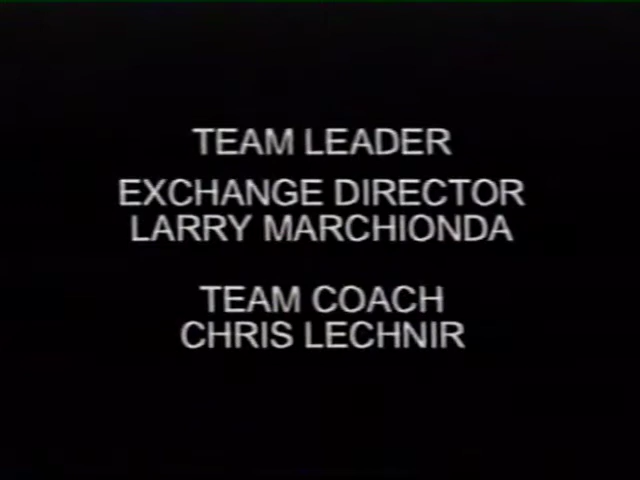 TEAM LEADER
EXCHANGE DIRECTOR
LARRY MARCHIONDA
TEAM COACH
CHRIS LECHNIR